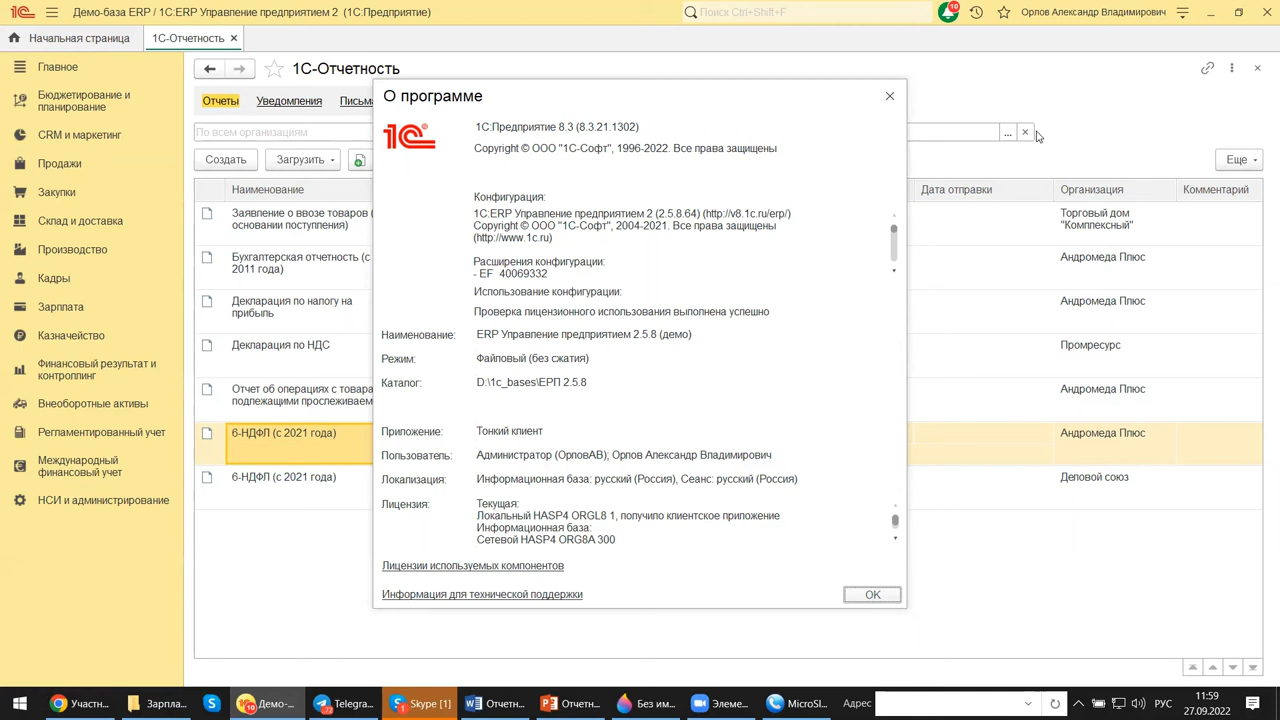 Демо-база ERP / 1С:ERP Управление предприятием 2 (1С:Предприятие)
Поиск Ctrl+Shift+F
10
Орлов Александр Владимирович
Начальная страница
1С-Отчетность
Главное
Бюджетирование и
планирование
CRM и маркетинг
Продажи
Закупки
Склад и доставка
Производство
Кадры
Зарплата
Казначейство
Финансовый результат и
контроллинг
Внеоборотные активы
Регламентированный учет
Международный
финансовый учет
НСИ и администрирование
1С-Отчетность
Отчеты
Уведомления
По всем организациям
...
Создать
Загрузить
Еще
Наименование
Дата отправки
Организация
Комментарий
Заявление о ввозе товаров (
основании поступления)
Торговый дом
"Комплексный"
Бухгалтерская отчетность (с
2011 года)
Андромеда Плюс
Декларация по налогу на
прибыль
Андромеда Плюс
Декларация по НДС
Промресурс
Отчет об операциях с товара
подлежащими прослеживаем
Андромеда Плюс
6-НДФЛ (с 2021 года)
Андромеда Плюс
6-НДФЛ (с 2021 года)
Деловой союз
О программе
1С
1С:Предприятие 8.3 (8.3.21.1302)
Copyright © ООО "1С-Софт", 1996-2022. Все права защищены
Конфигурация:
1С:ERP Управление предприятием 2 (2.5.8.64) (http://v8.1c.ru/erp/)
Copyright © ООО "1С-Софт", 2004-2021. Все права защищены
(http://www.1c.ru)
Расширения конфигурации:
- EF_40069332
Использование конфигурации:
Проверка лицензионного использования выполнена успешно
Наименование: ERP Управление предприятием 2.5.8 (демо)
Режим: Файловый (без сжатия)
Каталог: D:\1c_bases\ЕРП 2.5.8
Приложение: Тонкий клиент
Пользователь: Администратор (ОрловАВ); Орлов Александр Владимирович
Локализация: Информационная база: русский (Россия), Сеанс: русский (Россия)
Лицензия: Текущая:
Локальный HASP4 ORGL8 1, получило клиентское приложение
Информационная база:
Сетевой HASP4 ORG8A 300
Лицензии используемых компонентов
Информация для технической поддержки
OK
Участн...
Зарпла...
Демо-...
Telegra...
Skype [1]
Отчетн...
Отчетн...
Без им...
Элеме...
MicroSI...
Адрес
РУС
11:59
27.09.2022